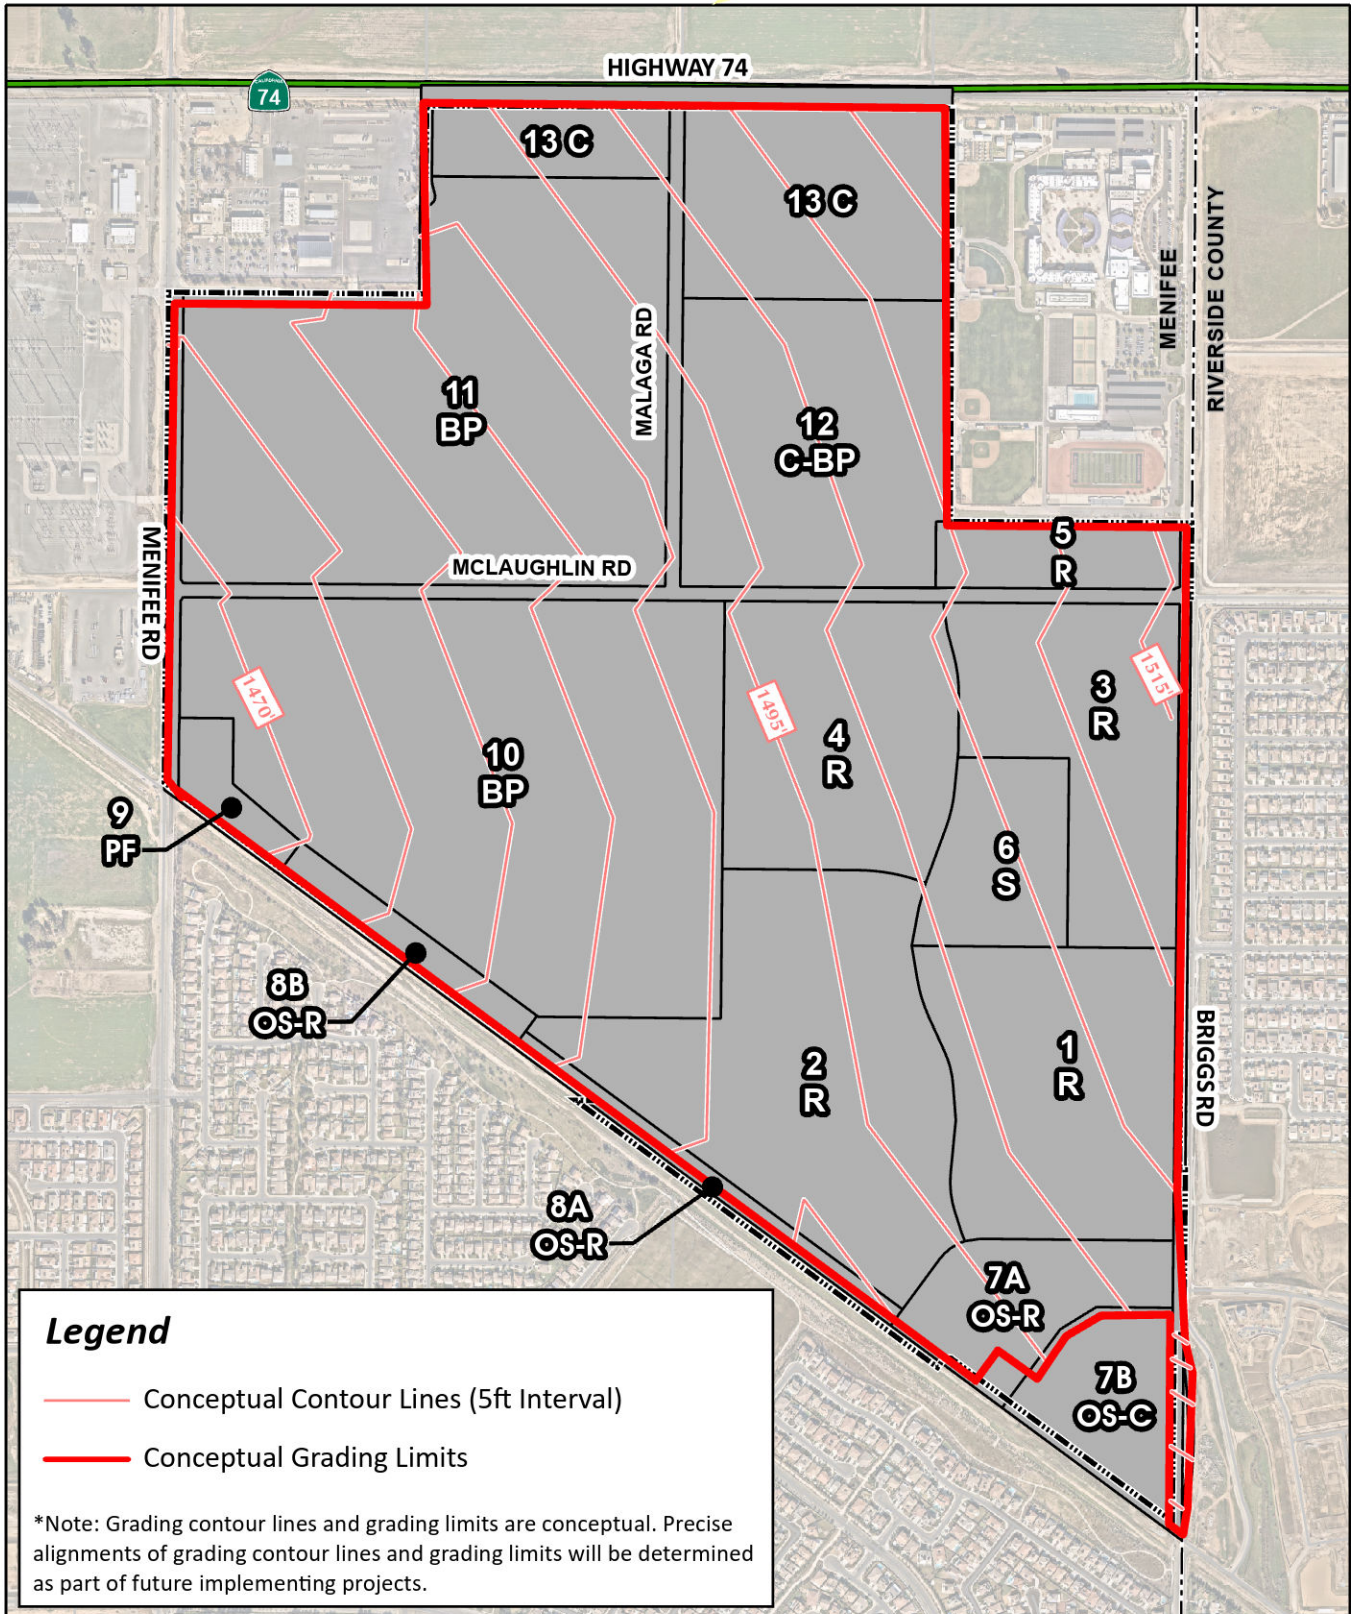 HIGHWAY 74
CALIFORNIA
74
13 C
13 C
MENIFEE
RIVERSIDE COUNTY
MALAGA RD
11
BP
12
C-BP
5
R
MENIFEE RD
MCLAUGHLIN RD
1470'
1495'
1515'
3
R
4
R
10
BP
9
PF
6
S
8B
OS-R
BRIGGS RD
1
R
2
R
8A
OS-R
7A
OS-R
7B
OS-C
Legend
Conceptual Contour Lines (5ft Interval)
Conceptual Grading Limits
*Note: Grading contour lines and grading limits are conceptual. Precise
alignments of grading contour lines and grading limits will be determined
as part of future implementing projects.